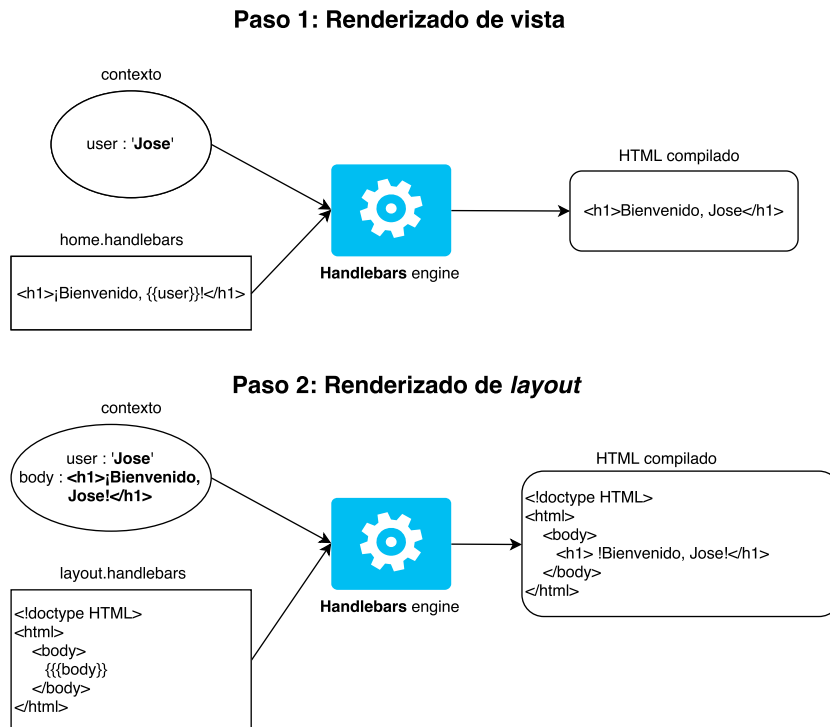 Paso 1: Renderizado de vista
contexto
user : 'Jose'
home.handlebars
<h1>¡Bienvenido, {{user}}!</h1>
Handlebars engine
HTML compilado
<h1>Bienvenido, Jose</h1>
Paso 2: Renderizado de layout
contexto
user : 'Jose'
body : <h1>¡Bienvenido,
Jose!</h1>
layout.handlebars
<!doctype HTML>
<html>
<body>
{{{body}}
</body>
</html>
Handlebars engine
HTML compilado
<!doctype HTML>
<html>
<body>
<h1> !Bienvenido, Jose!</h1>
</body>
</html>